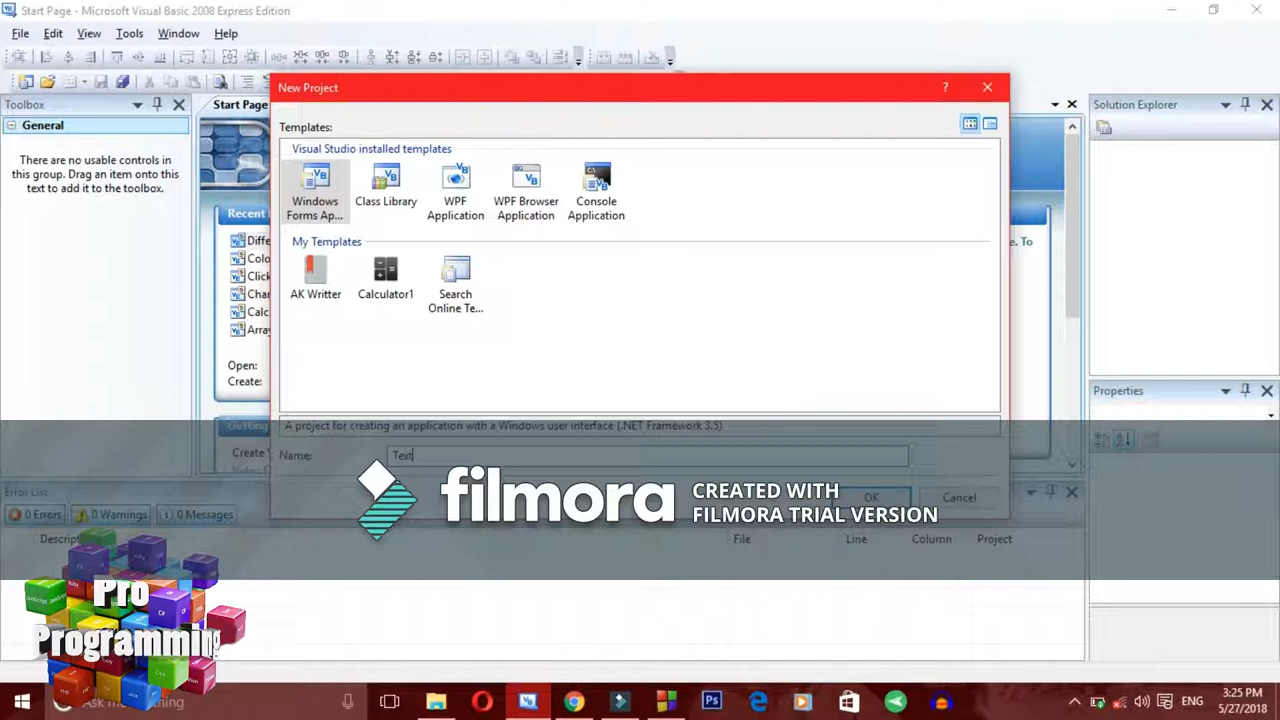 Start Page - Microsoft Visual Basic 2008 Express Edition
File Edit View Tools Window Help
Toolbox
General
There are no usable controls in
this group. Drag an item onto this
text to add it to the toolbox.
Start Page
Recent
Open:
Create:
New Project
?
Templates:
Visual Studio installed templates
Windows
Forms Ap...
Class Library
WPF
Application
WPF Browser
Application
Console
Application
My Templates
AK Writter
Calculator1
Search
Online Te...
A project for creating an application with a Windows user interface (.NET Framework 3.5)
Name:
Text
OK
Cancel
e. To
Solution Explorer
Properties
Error List
0 Errors
0 Warnings
0 Messages
File
Line
Column
Project
filmora
CREATED WITH
FILMORA TRIAL VERSION
Pro
Programming
ENG
3:25 PM
5/27/2018